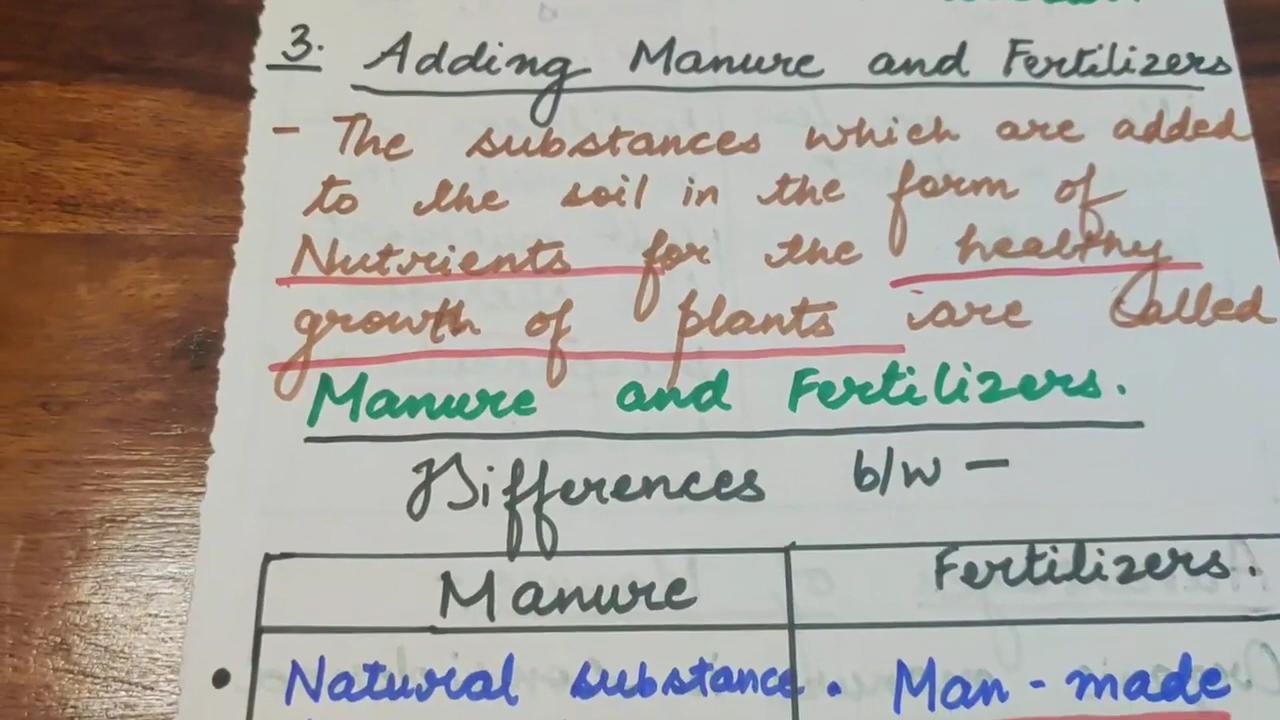 3. Adding Manure and Fertilizers
- The substances which are added
to the soil in the form of
Nutrients for the healthy
growth of plants are called
Manure and Fertilizers.
Differences b/w -
Manure Fertilizers.
• Natural substance. Man-made